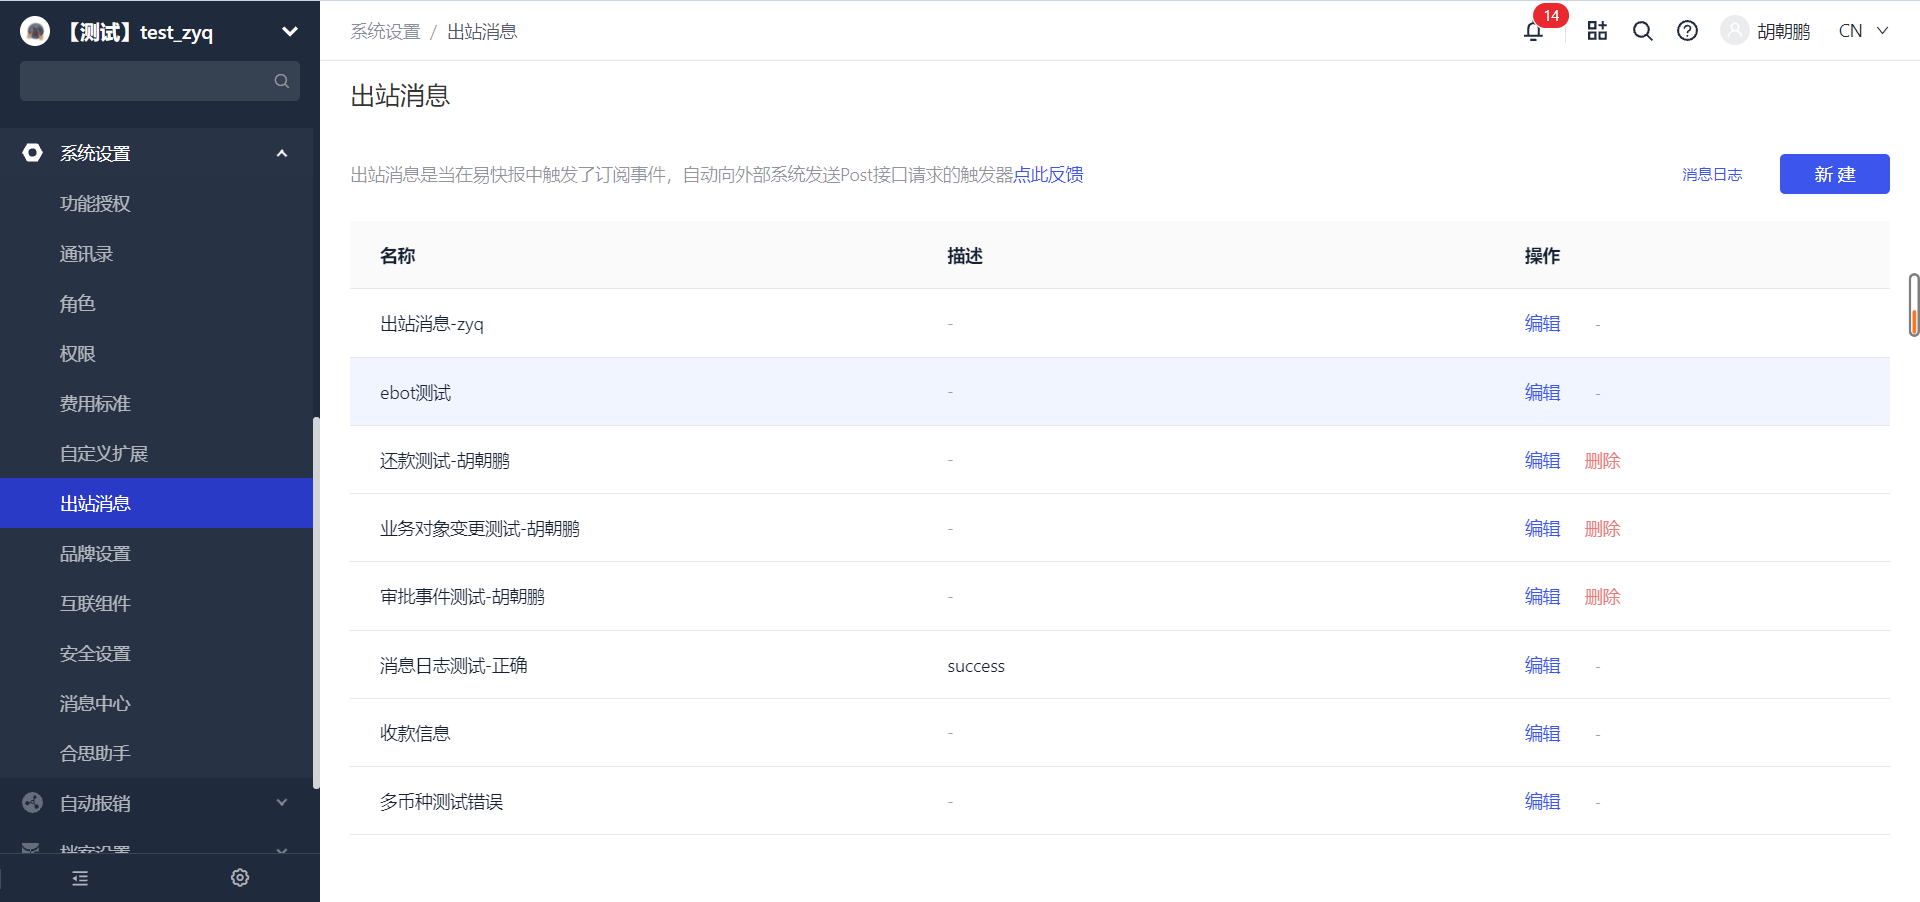 【测试】test_zyq
系统设置
功能授权
通讯录
角色
权限
费用标准
自定义扩展
出站消息
品牌设置
互联组件
安全设置
消息中心
合思助手
自动报销
档案设置
系统设置 / 出站消息
14
胡朝鹏
CN
出站消息
出站消息是当在易快报中触发了订阅事件，自动向外部系统发送Post接口请求的触发器点此反馈
消息日志
新 建
名称 描述 操作
出站消息-zyq - 编辑 -
ebot测试 - 编辑 -
还款测试-胡朝鹏 - 编辑 删除
业务对象变更测试-胡朝鹏 - 编辑 删除
审批事件测试-胡朝鹏 - 编辑 删除
消息日志测试-正确 success 编辑 -
收款信息 - 编辑 -
多币种测试错误 - 编辑 -